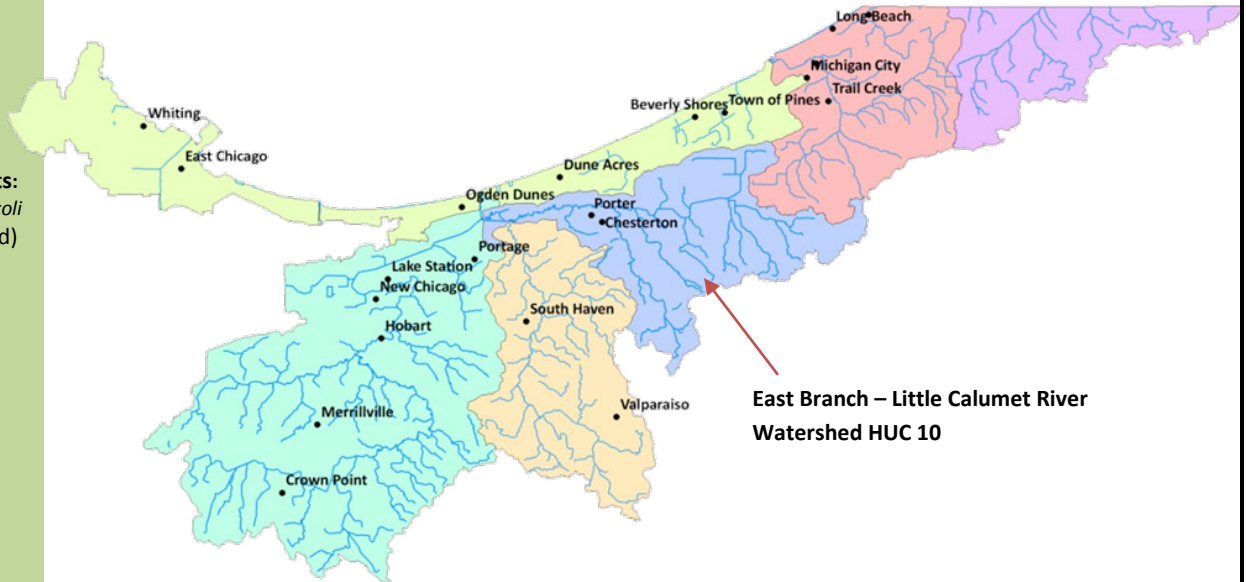 ts:
coli
d)
Long Beach
Michigan City
Trail Creek
Beverly Shores
Town of Pines
Whiting
East Chicago
Dune Acres
Ogden Dunes
Porter
Chesterton
Portage
Lake Station
New Chicago
South Haven
Hobart
Valparaiso
Merrillville
Crown Point
East Branch – Little Calumet River
Watershed HUC 10